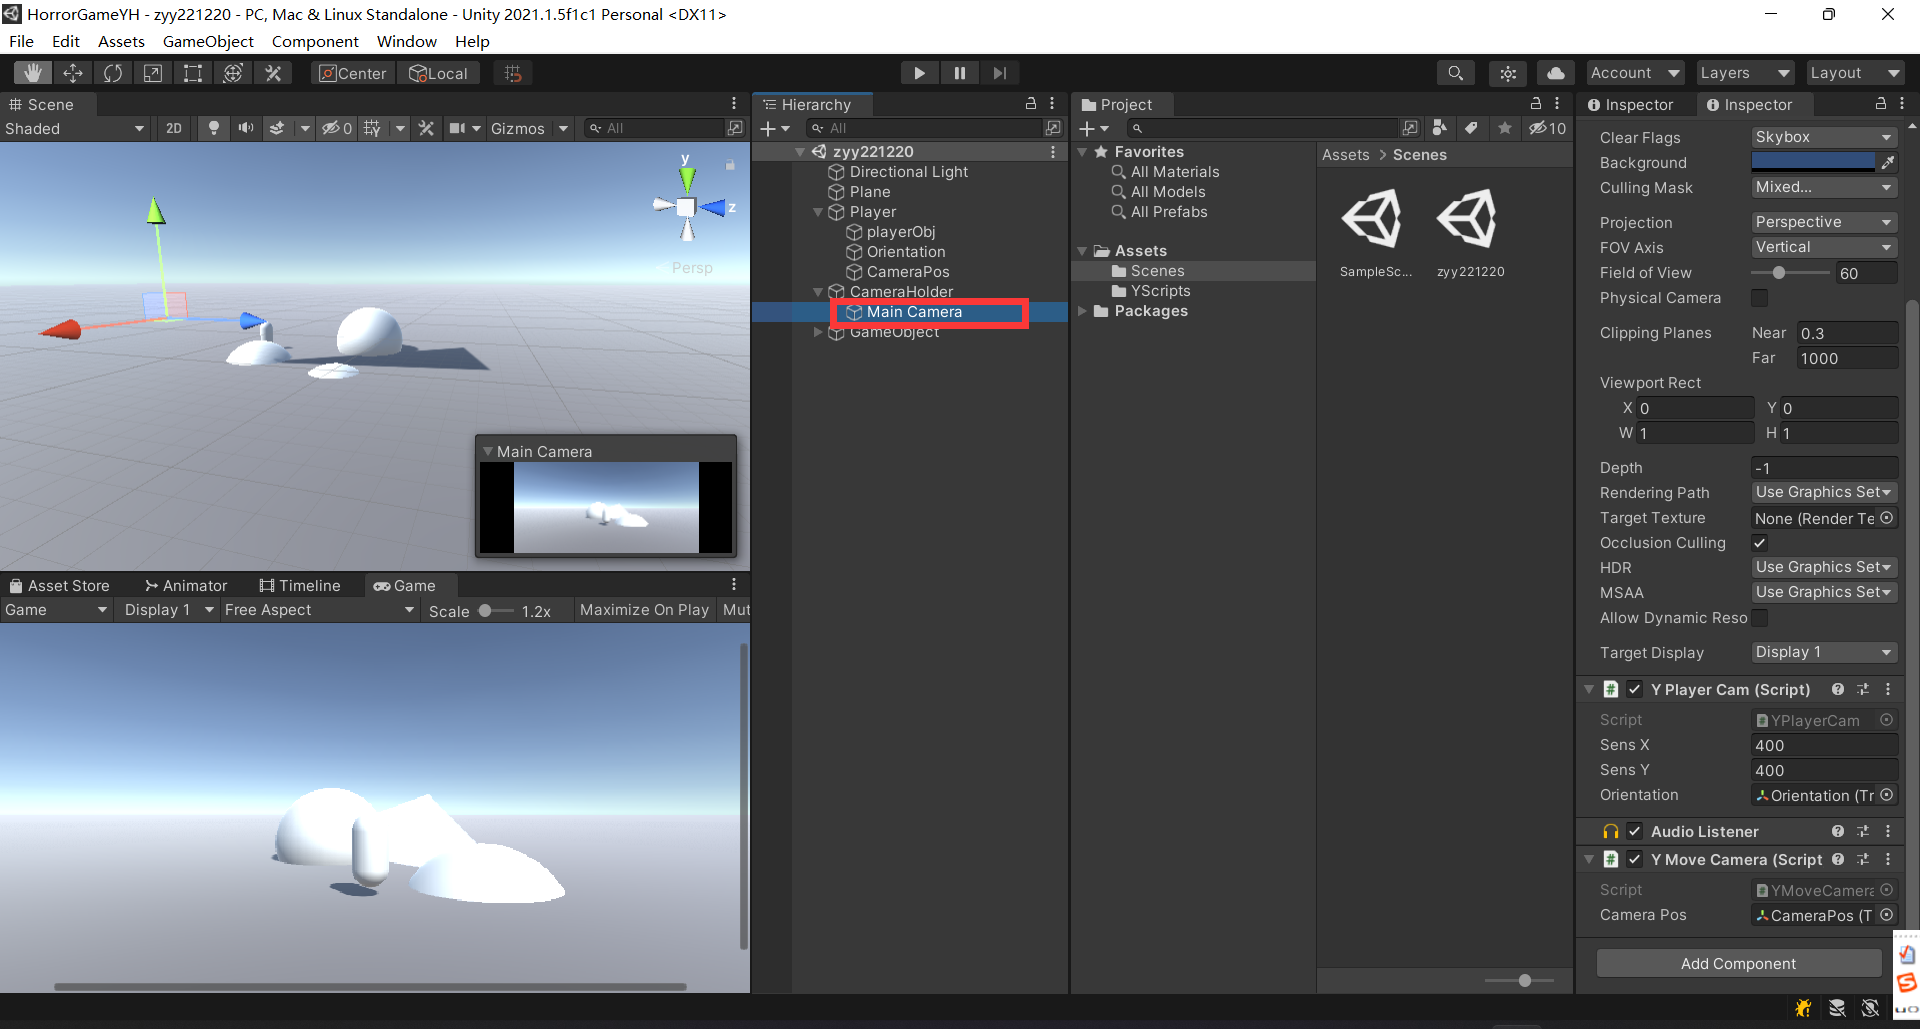 HorrorGameYH - zyy221220 - PC, Mac & Linux Standalone - Unity 2021.1.5f1c1 Personal <DX11>
File Edit Assets GameObject Component Window Help
Center Local Account Layers Layout
Scene
Shaded 2D 0 Gizmos All
y
z
Persp
Main Camera
Asset Store Animator Timeline Game
Game Display 1 Free Aspect Scale 1.2x Maximize On Play Mut
Hierarchy
All
zyy221220
Directional Light
Plane
Player
playerObj
Orientation
CameraPos
CameraHolder
Main Camera
GameObject
Project
10
Favorites
All Materials
All Models
All Prefabs
Assets
Scenes
YScripts
Packages
Assets > Scenes
SampleSc... zyy221220
Inspector Inspector
Clear Flags Skybox
Background
Culling Mask Mixed...
Projection Perspective
FOV Axis Vertical
Field of View 60
Physical Camera
Clipping Planes Near 0.3
Far 1000
Viewport Rect
X 0 Y 0
W 1 H 1
Depth -1
Rendering Path Use Graphics Set
Target Texture None (Render Te
Occlusion Culling
HDR Use Graphics Set
MSAA Use Graphics Set
Allow Dynamic Reso
Target Display Display 1
# Y Player Cam (Script)
Script YPlayerCam
Sens X 400
Sens Y 400
Orientation Orientation (Tr
Audio Listener
# Y Move Camera (Script
Script YMoveCamera
Camera Pos CameraPos (T
Add Component